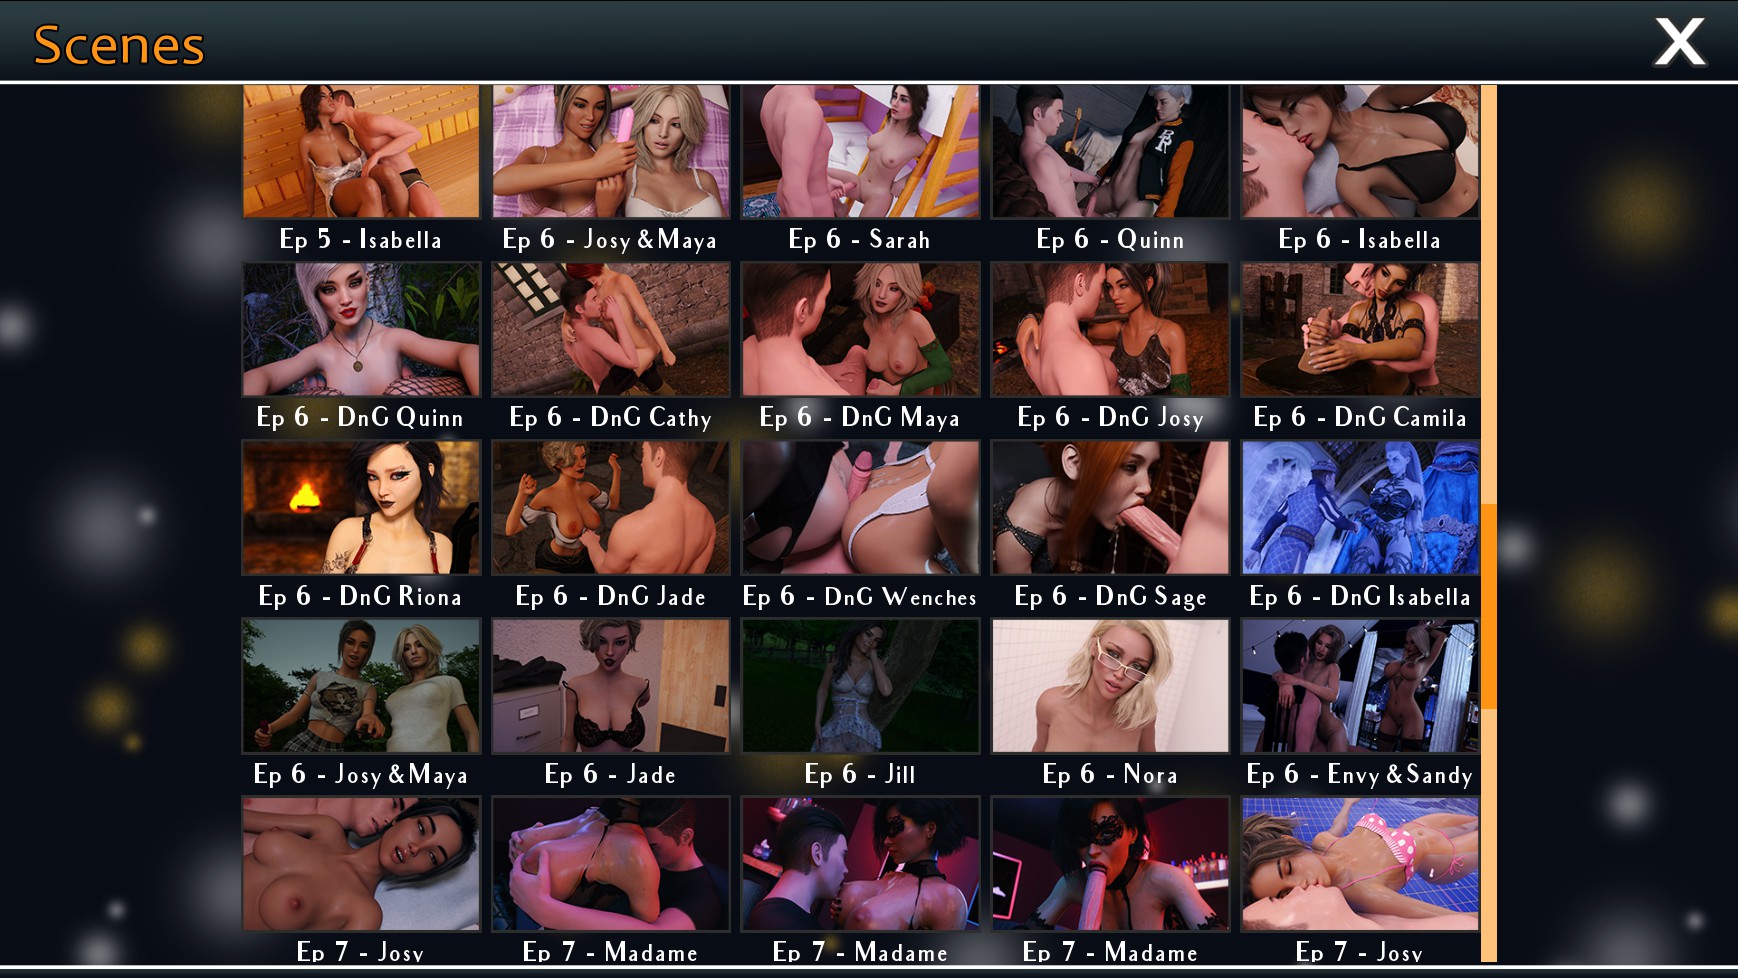 Scenes
X
Ep 5 - Isabella
Ep 6 - Josy & Maya
Ep 6 - Sarah
Ep 6 - Quinn
Ep 6 - Isabella
Ep 6 - DnG Quinn
Ep 6 - DnG Cathy
Ep 6 - DnG Maya
Ep 6 - DnG Josy
Ep 6 - DnG Camila
Ep 6 - DnG Riona
Ep 6 - DnG Jade
Ep 6 - DnG Wenches
Ep 6 - DnG Sage
Ep 6 - DnG Isabella
Ep 6 - Josy & Maya
Ep 6 - Jade
Ep 6 - Jill
Ep 6 - Nora
Ep 6 - Envy & Sandy
Ep 7 - Josy
Ep 7 - Madame
Ep 7 - Madame
Ep 7 - Madame
Ep 7 - Josy